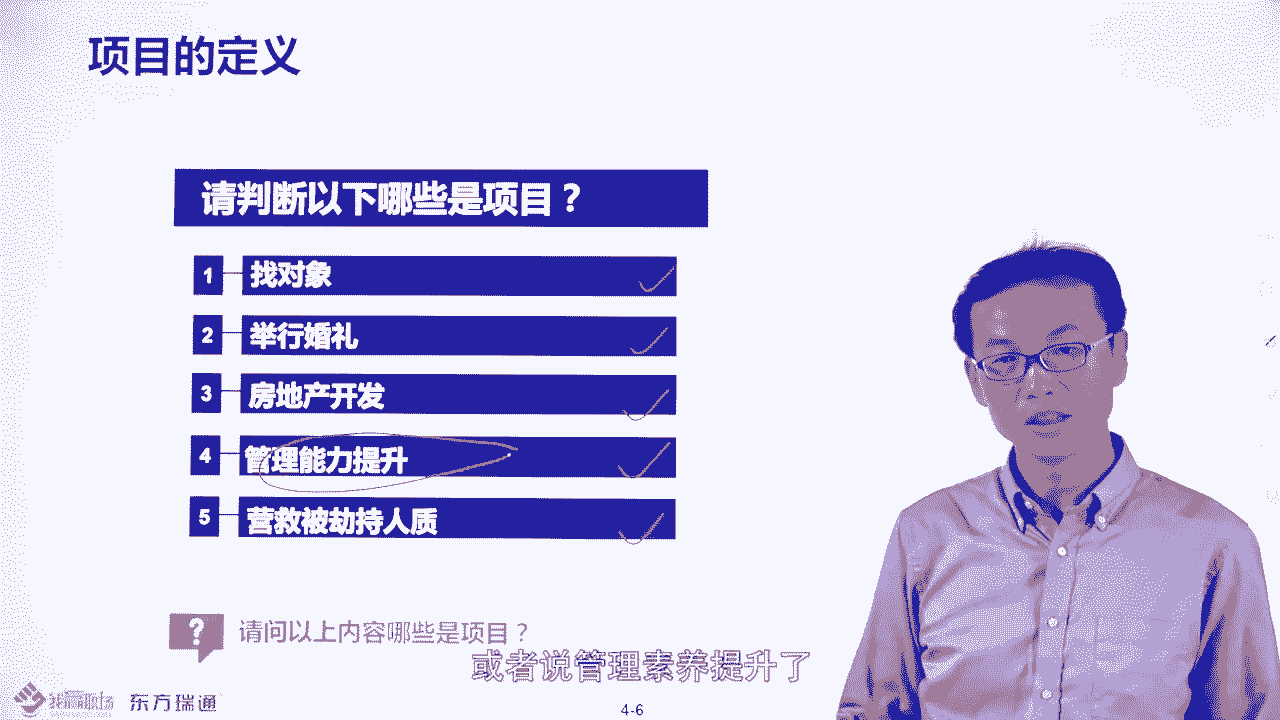 项目的定义
请判断以下哪些是项目？
1 找对象
2 举行婚礼
3 房地产开发
4 管理能力提升
5 营救被劫持人质
? 请问以上内容哪些是项目？
或者说管理素养提升了
东方瑞通
4-6